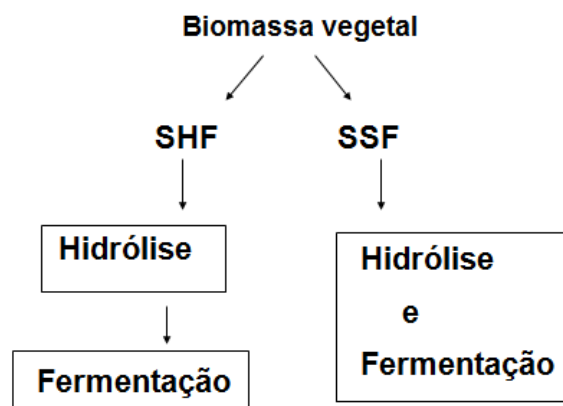 Biomassa vegetal
SHF
SSF
Hidrólise
Fermentação
Hidrólise
e
Fermentação